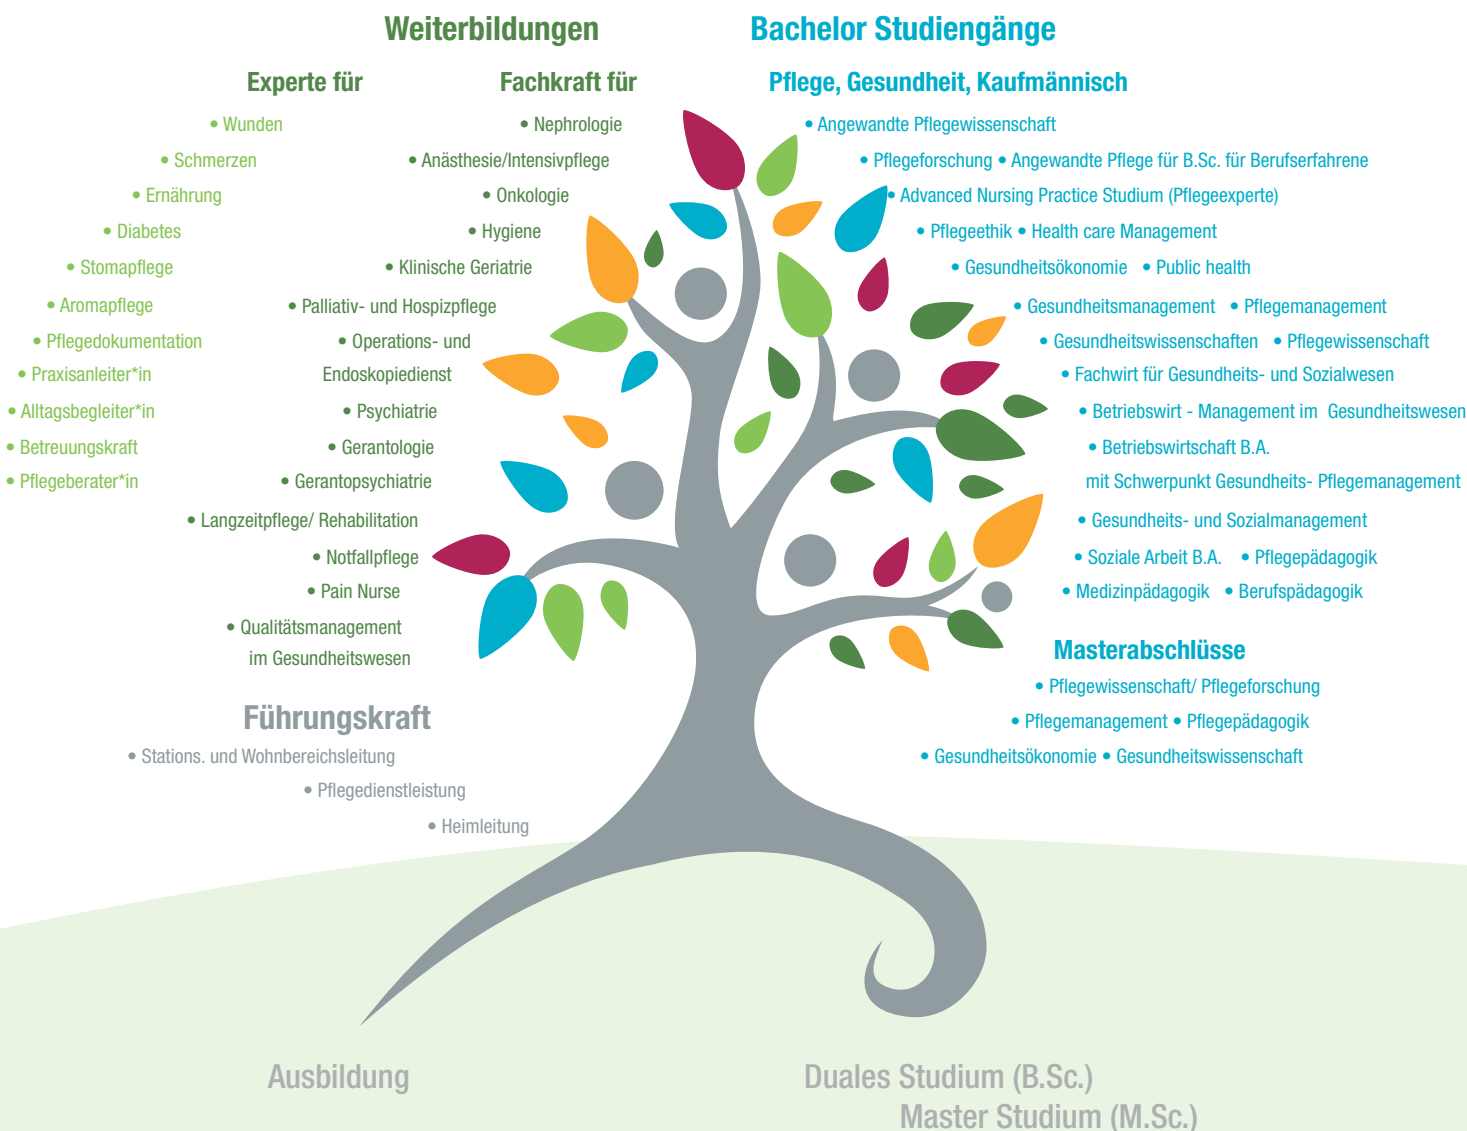 Weiterbildungen
Experte für
• Wunden
• Schmerzen
• Ernährung
• Diabetes
• Stomapflege
• Aromapflege
• Pflegedokumentation
• Praxisanleiter*in
• Alltagsbegleiter*in
• Betreuungskraft
• Pflegeberater*in
Fachkraft für
• Nephrologie
• Anästhesie/Intensivpflege
• Onkologie
• Hygiene
• Klinische Geriatrie
• Palliativ- und Hospizpflege
• Operations- und
Endoskopiedienst
• Psychiatrie
• Gerantologie
• Gerantopsychiatrie
• Langzeitpflege/ Rehabilitation
• Notfallpflege
• Pain Nurse
• Qualitätsmanagement
im Gesundheitswesen
Führungskraft
• Stations. und Wohnbereichsleitung
• Pflegedienstleistung
• Heimleitung
Bachelor Studiengänge
Pflege, Gesundheit, Kaufmännisch
• Angewandte Pflegewissenschaft
• Pflegeforschung • Angewandte Pflege für B.Sc. für Berufserfahrene
• Advanced Nursing Practice Studium (Pflegeexperte)
• Pflegeethik • Health care Management
• Gesundheitsökonomie • Public health
• Gesundheitsmanagement • Pflegemanagement
• Gesundheitswissenschaften • Pflegewissenschaft
• Fachwirt für Gesundheits- und Sozialwesen
• Betriebswirt - Management im Gesundheitswesen
• Betriebswirtschaft B.A.
mit Schwerpunkt Gesundheits- Pflegemanagement
• Gesundheits- und Sozialmanagement
• Soziale Arbeit B.A. • Pflegepädagogik
• Medizinpädagogik • Berufspädagogik
Masterabschlüsse
• Pflegewissenschaft/ Pflegeforschung
• Pflegemanagement • Pflegepädagogik
• Gesundheitsökonomie • Gesundheitswissenschaft
Ausbildung
Duales Studium (B.Sc.)
Master Studium (M.Sc.)